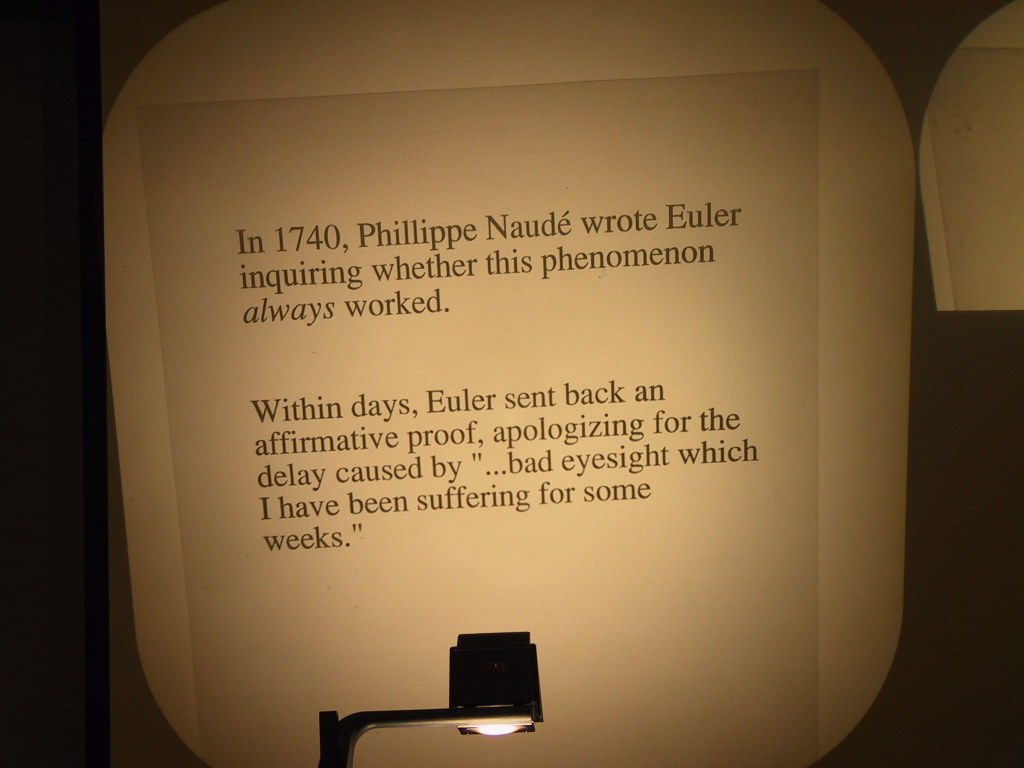 In 1740, Phillippe Naudé wrote Euler
inquiring whether this phenomenon
always worked.
Within days, Euler sent back an
affirmative proof, apologizing for the
delay caused by "...bad eyesight which
I have been suffering for some
weeks."